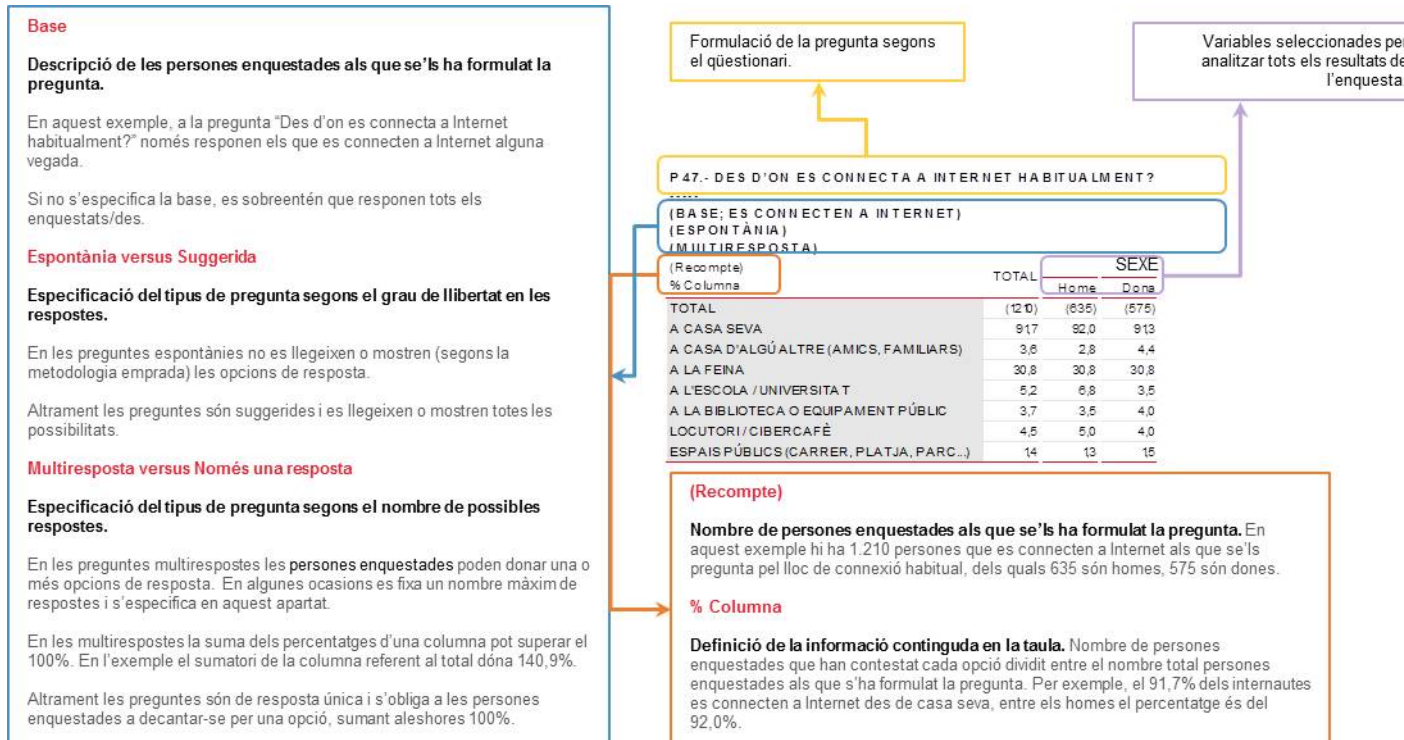 Base
Descripció de les persones enquestades als que se'ls ha formulat la
pregunta.
En aquest exemple, a la pregunta “Des d’on es connecta a Internet
habitualment?” només responen els que es connecten a Internet alguna
vegada.
Si no s’especifica la base, es sobreentén que responen tots els
enquestats/des.
Espontània versus Suggerida
Especificació del tipus de pregunta segons el grau de llibertat en les
respostes.
En les preguntes espontànies no es llegeixen o mostren (segons la
metodologia emprada) les opcions de resposta.
Altrament les preguntes són suggerides i es llegeixen o mostren totes les
possibilitats.
Multiresposta versus Només una resposta
Especificació del tipus de pregunta segons el nombre de possibles
respostes.
En les preguntes multirespostes les persones enquestades poden donar una o
més opcions de resposta. En algunes ocasions es fixa un nombre màxim de
respostes i s’especifica en aquest apartat.
En les multirespostes la suma dels percentatges d’una columna pot superar el
100%. En l’exemple el sumatori de la columna referent al total dóna 140,9%.
Altrament les preguntes són de resposta única i s’obliga a les persones
enquestades a decantar-se per una opció, sumant aleshores 100%.
Formulació de la pregunta segons
el qüestionari.
Variables seleccionades per
analitzar tots els resultats de
l’enquesta
P 47.- DES D’ON ES CONNECTA A INTERNET HABITUALMENT?
(BASE; ES CONNECTEN A INTERNET)
(ESPONTÀNIA)
(MULTIRESPOSTA)
(Recompte) TOTAL SEXE
% Columna Home Dona
TOTAL (1210) (635) (575)
A CASA SEVA 91,7 92,0 91,3
A CASA D'ALGÚ ALTRE (AMICS, FAMILIARS) 3,6 2,8 4,4
A LA FEINA 30,8 30,8 30,8
A L'ESCOLA / UNIVERSITAT 5,2 6,8 3,5
A LA BIBLIOTECA O EQUIPAMENT PÚBLIC 3,7 3,5 4,0
LOCUTORI / CIBERCAFÈ 4,5 5,0 4,0
ESPAIS PÚBLICS (CARRER, PLATJA, PARC...) 1,4 1,3 1,5
(Recompte)
Nombre de persones enquestades als que se’ls ha formulat la pregunta. En
aquest exemple hi ha 1.210 persones que es connecten a Internet als que se’ls
pregunta pel lloc de connexió habitual, dels quals 635 són homes, 575 són dones.
% Columna
Definició de la informació continguda en la taula. Nombre de persones
enquestades que han contestat cada opció dividit entre el nombre total persones
enquestades als que s’ha formulat la pregunta. Per exemple, el 91,7% dels internautes
es connecten a Internet des de casa seva, entre els homes el percentatge és del
92,0%.